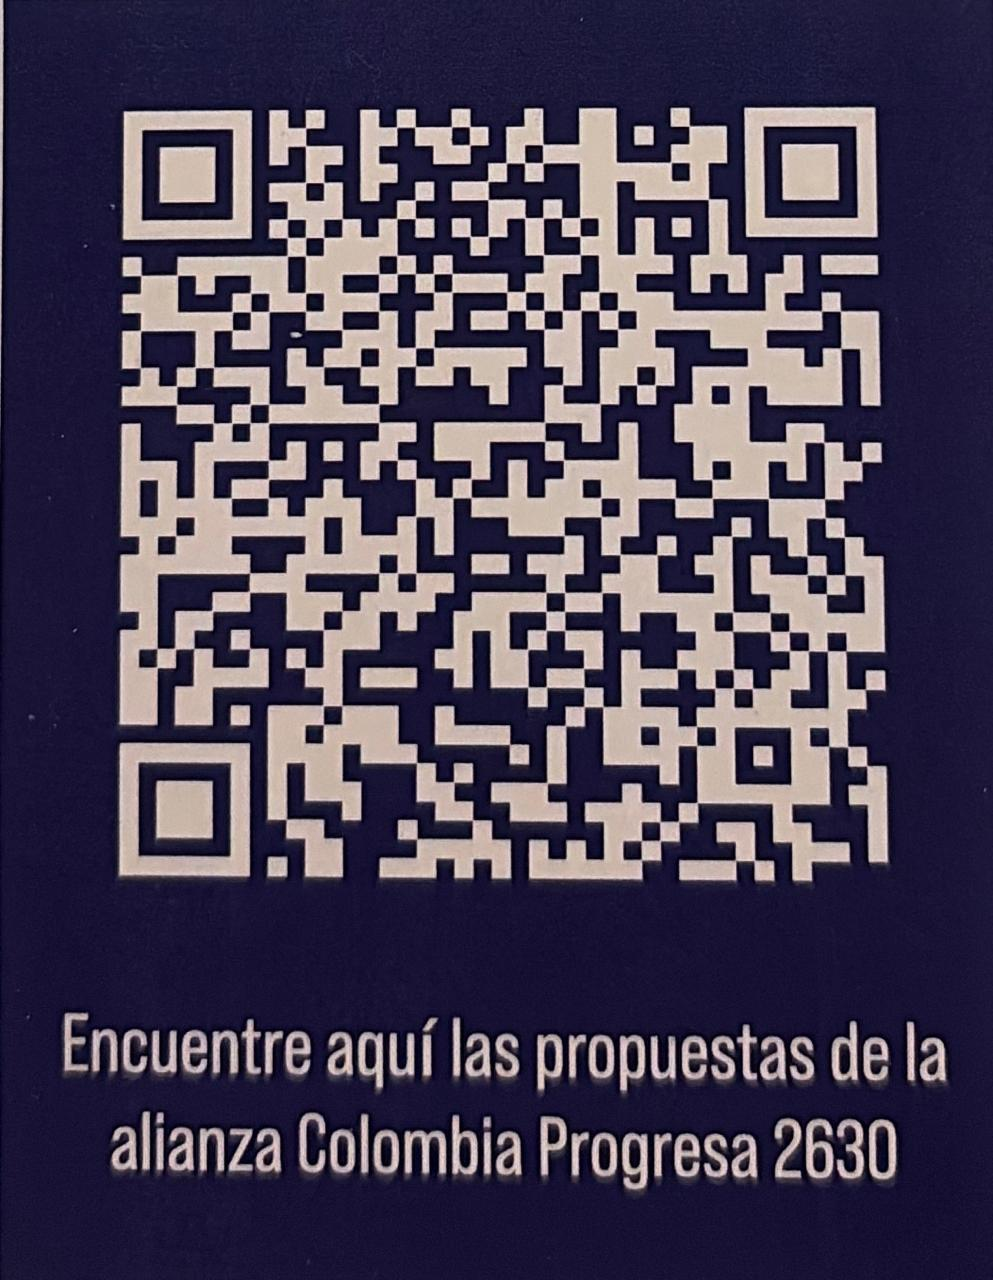 Encuentre aquí las propuestas de la
alianza Colombia Progresa 2630